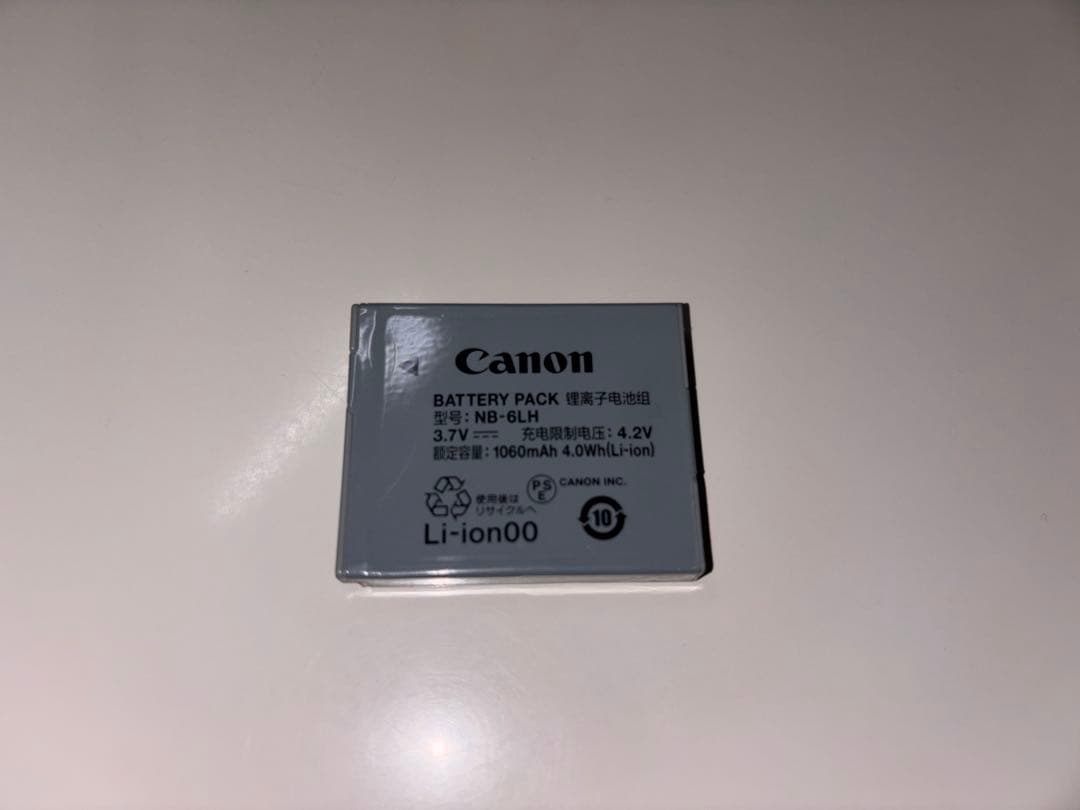 Canon
BATTERY PACK 锂离子电池组
型号: NB-6LH
3.7V 充电限制电压: 4.2V
额定容量: 1060mAh 4.0Wh(Li-ion)
使用後は
リサイクルへ
PSE
CANON INC.
10
Li-ion00